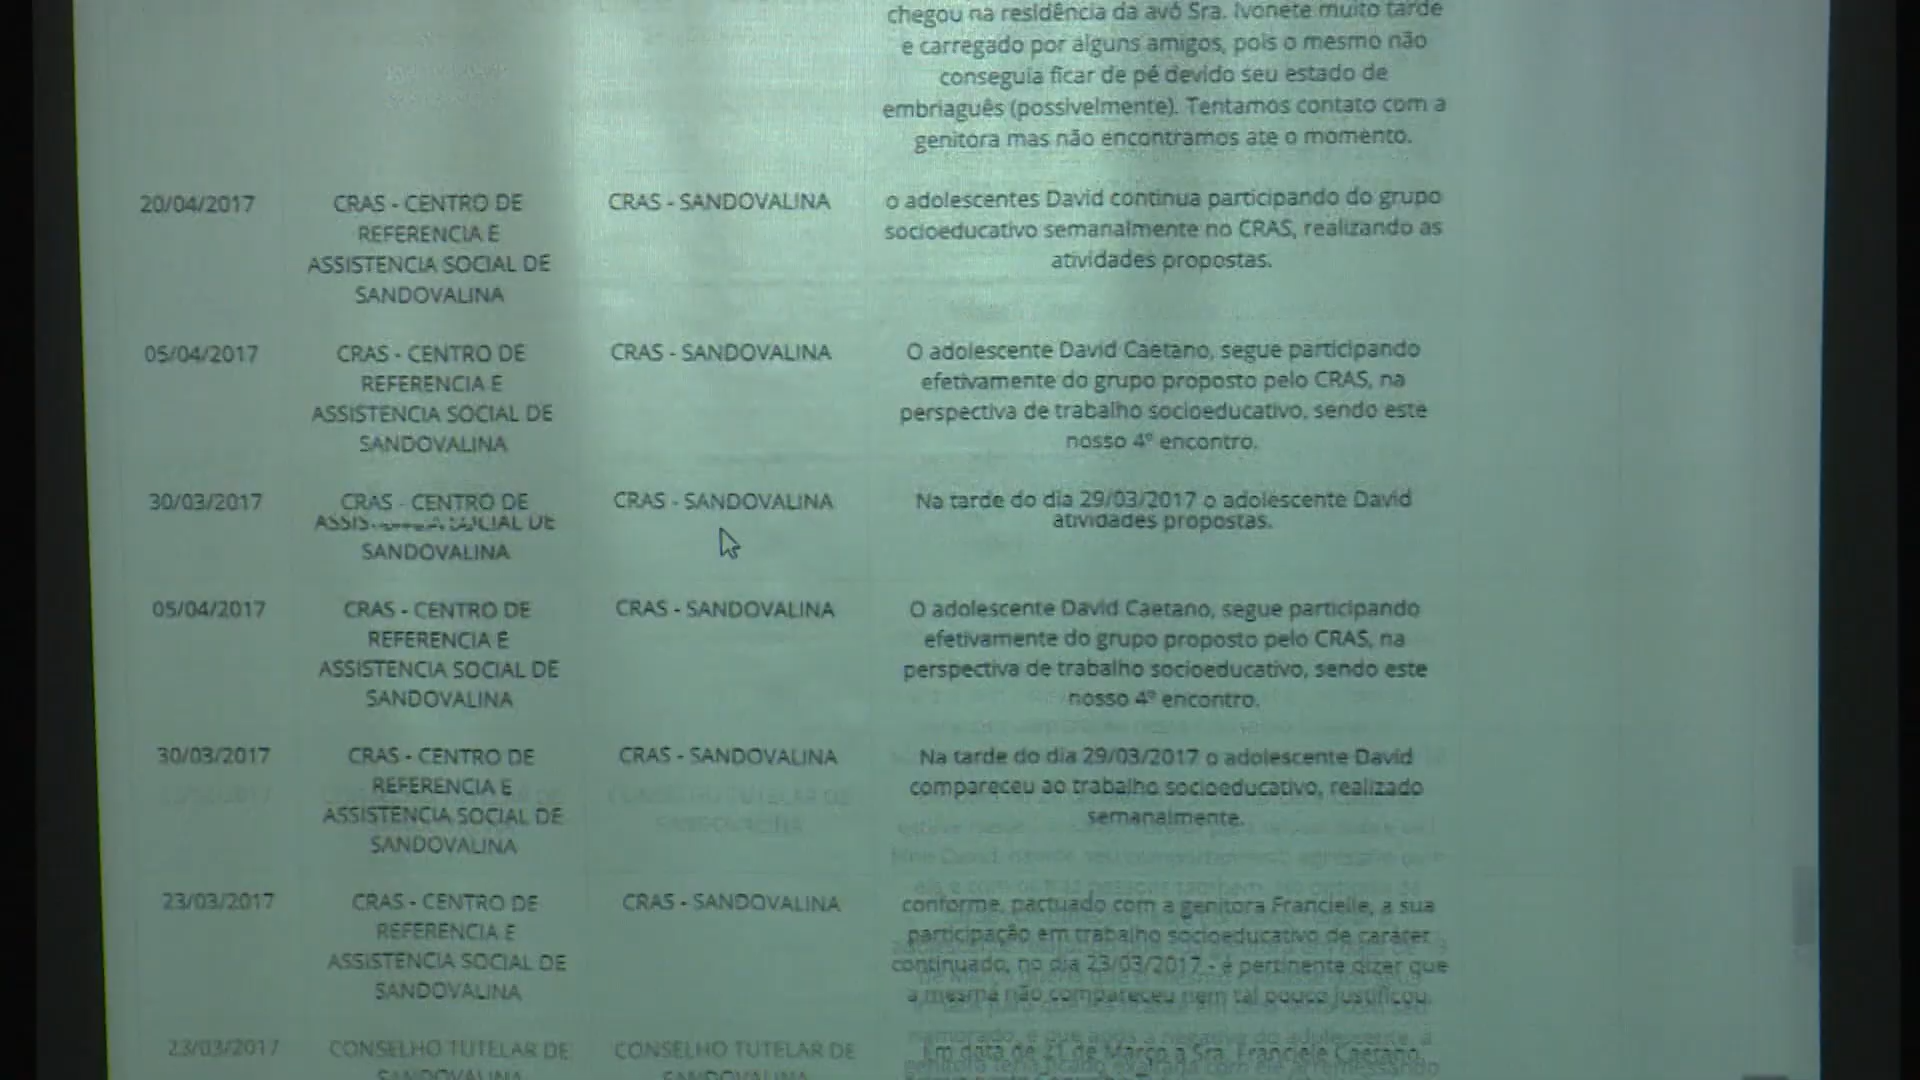 chegou na residência da avó Sra. Ivonete muito tarde
e carregado por alguns amigos, pois o mesmo não
conseguia ficar de pé devido seu estado de
embriaguês (possivelmente). Tentamos contato com a
genitora mas não encontramos ate o momento.
20/04/2017
CRAS - CENTRO DE
REFERENCIA E
ASSISTENCIA SOCIAL DE
SANDOVALINA
CRAS - SANDOVALINA
o adolescentes David continua participando do grupo
socioeducativo semanalmente no CRAS, realizando as
atividades propostas.
05/04/2017
CRAS - CENTRO DE
REFERENCIA E
ASSISTENCIA SOCIAL DE
SANDOVALINA
CRAS - SANDOVALINA
O adolescente David Caetano, segue participando
efetivamente do grupo proposto pelo CRAS, na
perspectiva de trabalho socioeducativo, sendo este
nosso 4º encontro.
30/03/2017
CRAS - CENTRO DE
SOCIAL DE
SANDOVALINA
CRAS - SANDOVALINA
Na tarde do dia 29/03/2017 o adolescente David
atividades propostas.
05/04/2017
CRAS - CENTRO DE
REFERENCIA E
ASSISTENCIA SOCIAL DE
SANDOVALINA
CRAS - SANDOVALINA
O adolescente David Caetano, segue participando
efetivamente do grupo proposto pelo CRAS, na
perspectiva de trabalho socioeducativo, sendo este
nosso 4º encontro.
30/03/2017
CRAS - CENTRO DE
REFERENCIA E
ASSISTENCIA SOCIAL DE
SANDOVALINA
CRAS - SANDOVALINA
Na tarde do dia 29/03/2017 o adolescente David
compareceu ao trabalho socioeducativo, realizado
semanalmente.
23/03/2017
CRAS - CENTRO DE
REFERENCIA E
ASSISTENCIA SOCIAL DE
SANDOVALINA
CRAS - SANDOVALINA
conforme, pactuado com a genitora Francielle, a sua
participação em trabalho socioeducativo de carater
continuado, no dia 23/03/2017 - é pertinente dizer que
a mesma não compareceu nem tal pouco justificou.
23/03/2017
CONSELHO TUTELAR DE
SANDOVALINA
CONSELHO TUTELAR DE
SANDOVALINA
Em data de 21 de Março a Sra. Franciele Caetano,